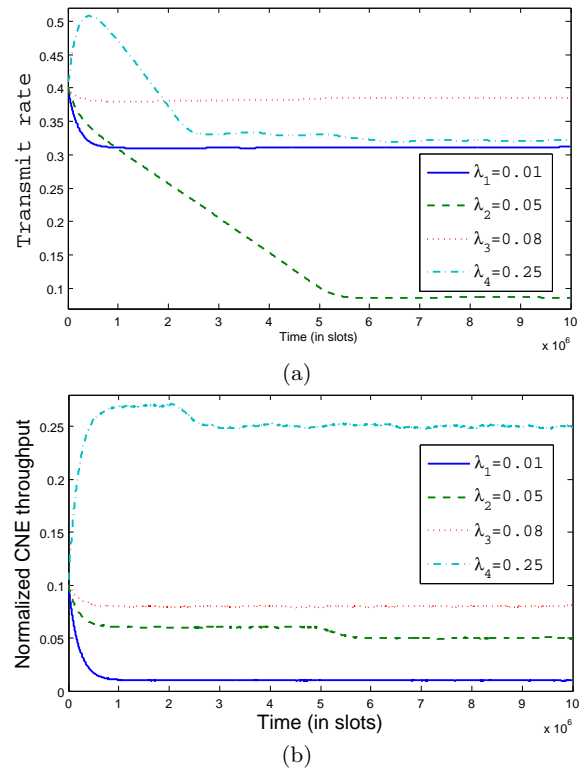 0.5
0.45
0.4
0.35
0.3
0.25
0.2
0.15
0.1
Transmit rate
λ1=0.01
λ2=0.05
λ3=0.08
λ4=0.25
0 1 2 3 4 5 6 7 8 9 10
Time (in slots)
x 10^6
(a)
0.25
0.2
0.15
0.1
0.05
0
Normalized CNE throughput
λ1=0.01
λ2=0.05
λ3=0.08
λ4=0.25
0 1 2 3 4 5 6 7 8 9 10
Time (in slots)
x 10^6
(b)